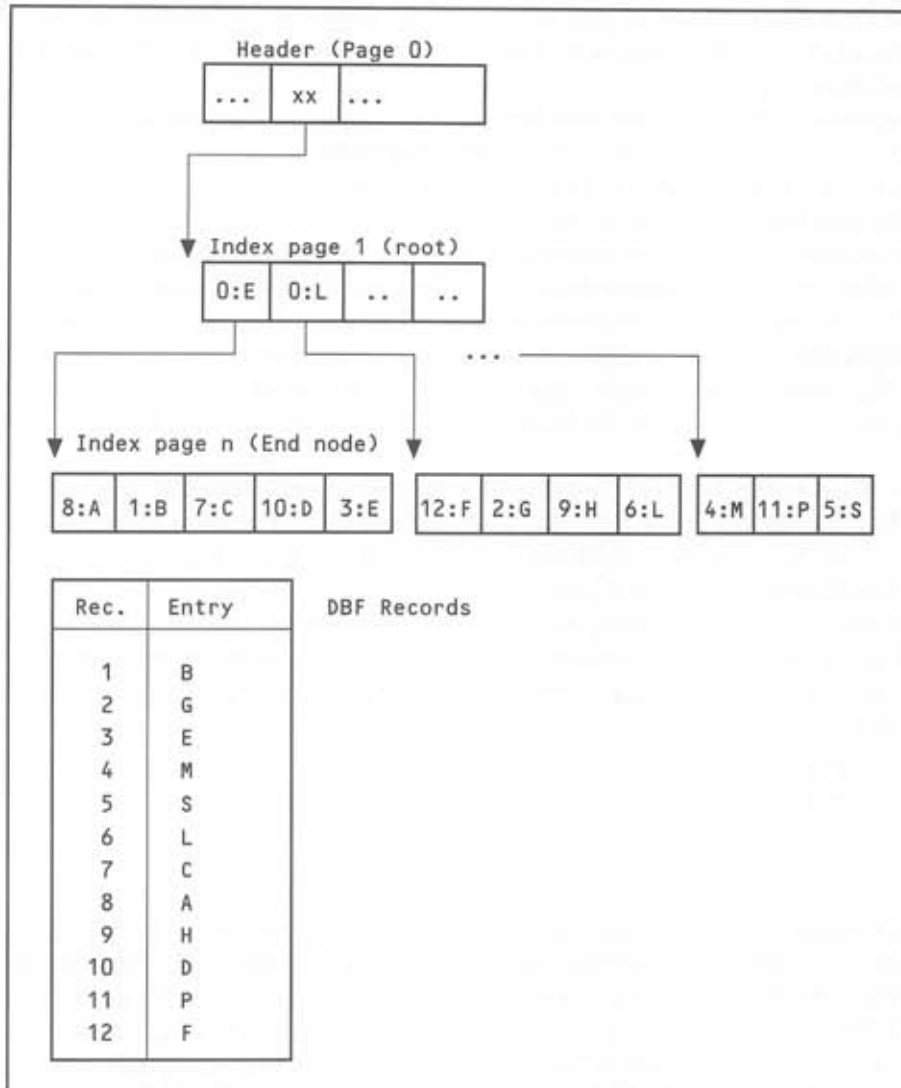 Header (Page 0)
... xx ...
Index page 1 (root)
0:E 0:L .. ..
...
Index page n (End node)
8:A 1:B 7:C 10:D 3:E 12:F 2:G 9:H 6:L 4:M 11:P 5:S
Rec. Entry DBF Records
1 B
2 G
3 E
4 M
5 S
6 L
7 C
8 A
9 H
10 D
11 P
12 F